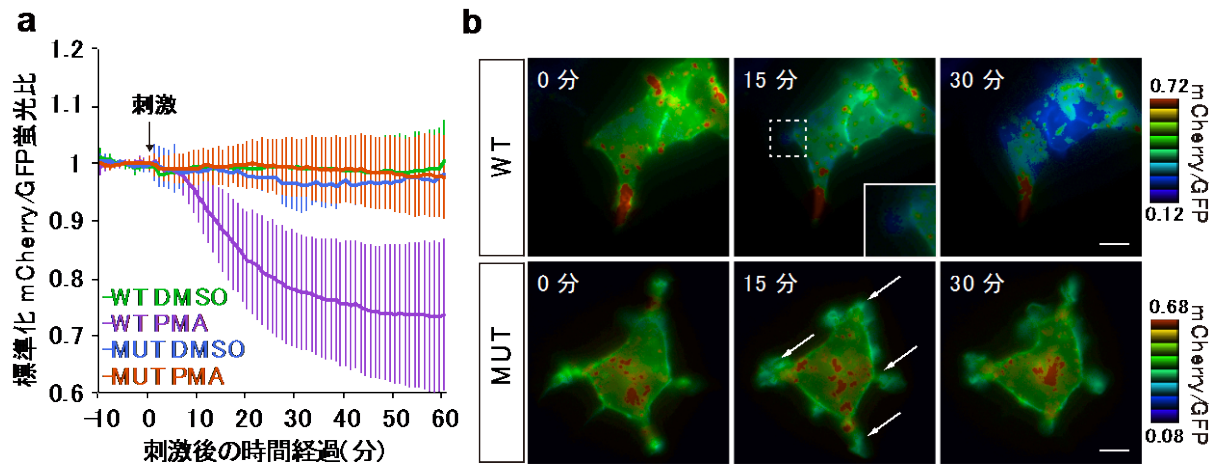 a
1.2
1.1
1
0.9
0.8
0.7
0.6
標準化 mCherry/GFP蛍光比
刺激
WT DMSO
WT PMA
MUT DMSO
MUT PMA
-10 0 10 20 30 40 50 60
刺激後の時間経過(分)
b
WT
0 分
15 分
30 分
0.72
mCherry/GFP
0.12
MUT
0 分
15 分
30 分
0.68
mCherry/GFP
0.08